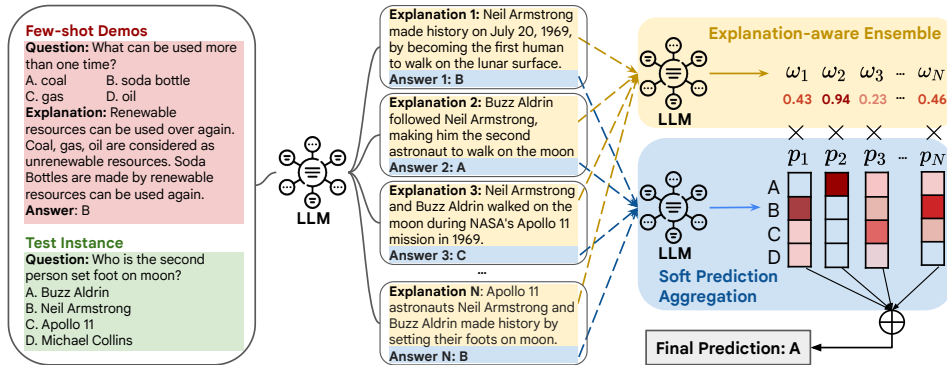 Few-shot Demos
Question: What can be used more
than one time?
A. coal B. soda bottle
C. gas D. oil
Explanation: Renewable
resources can be used over again.
Coal, gas, oil are considered as
unrenewable resources. Soda
Bottles are made by renewable
resources can be used again.
Answer: B
Test Instance
Question: Who is the second
person set foot on moon?
A. Buzz Aldrin
B. Neil Armstrong
C. Apollo 11
D. Michael Collins
LLM
Explanation 1: Neil Armstrong
made history on July 20, 1969,
by becoming the first human
to walk on the lunar surface.
Answer 1: B
Explanation 2: Buzz Aldrin
followed Neil Armstrong,
making him the second
astronaut to walk on the moon
Answer 2: A
Explanation 3: Neil Armstrong
and Buzz Aldrin walked on the
moon during NASA's Apollo 11
mission in 1969.
Answer 3: C
...
Explanation N: Apollo 11
astronauts Neil Armstrong and
Buzz Aldrin made history by
setting their foots on moon.
Answer N: B
Explanation-aware Ensemble
LLM
ω1 ω2 ω3 ... ωN
0.43 0.94 0.23 ... 0.46
× × × ×
p1 p2 p3 ... pN
A
B
C
D
LLM
Soft Prediction
Aggregation
Final Prediction: A